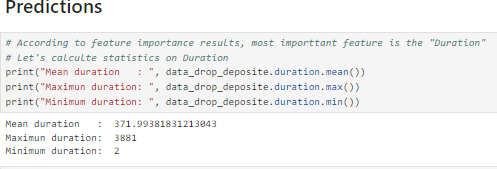 Predictions
# According to feature importance results, most importtant feature is the "Duration"
# Let's calculte statistics on Duration
print("Mean duration   : ", data_drop_deposite.duration.mean())
print("Maximun duration: ", data_drop_deposite.duration.max())
print("Minimum duration: ", data_drop_deposite.duration.min())
Mean duration   :  371.99381831213043
Maximun duration:  3881
Minimum duration:  2